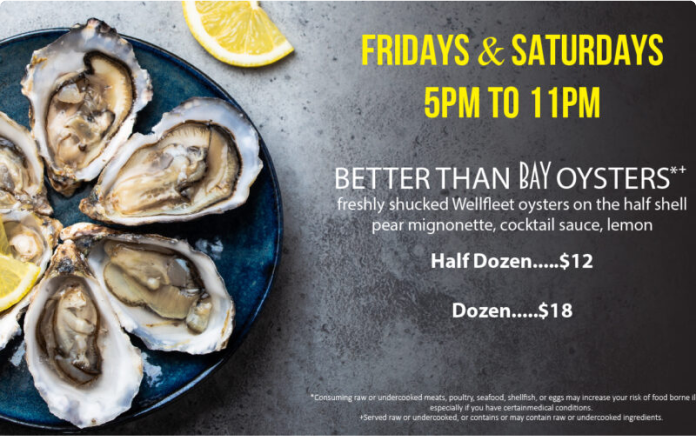 FRIDAYS & SATURDAYS
5PM TO 11PM
BETTER THAN BAY OYSTERS*+
freshly shucked Wellfleet oysters on the half shell
pear mignonette, cocktail sauce, lemon
Half Dozen.....$12
Dozen.....$18
*Consuming raw or undercooked meats, poultry, seafood, shellfish, or eggs may increase your risk of food borne
especially if you have certainmedical conditions.
+Served raw or undercooked, or contains or may contain raw or undercooked ingredients.